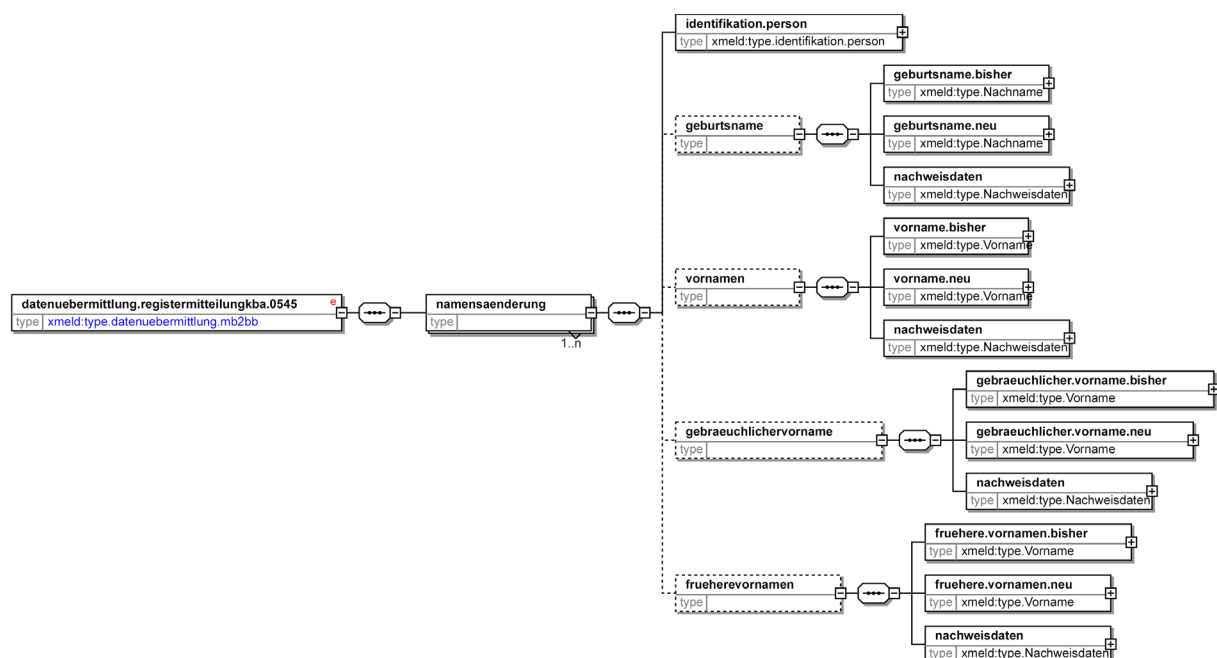 identifikation.person
type xmeld:type.identifikation.person
geburtsname.bisher
type xmeld:type.Nachname
geburtsname
type
geburtsname.neu
type xmeld:type.Nachname
nachweisdaten
type xmeld:type.Nachweisdaten
vorname.bisher
type xmeld:type.Vorname
vornamen
type
vorname.neu
type xmeld:type.Vorname
nachweisdaten
type xmeld:type.Nachweisdaten
datenuebermittlung.registermitteilungkba.0545 e
type xmeld:type.datenuebermittlung.mb2bb
namensaenderung
type
1..n
gebraeuchlicher.vorname.bisher
type xmeld:type.Vorname
gebraeuchlichervorname
type
gebraeuchlicher.vorname.neu
type xmeld:type.Vorname
nachweisdaten
type xmeld:type.Nachweisdaten
fruehere.vornamen.bisher
type xmeld:type.Vorname
frueherevornamen
type
fruehere.vornamen.neu
type xmeld:type.Vorname
nachweisdaten
type xmeld:type.Nachweisdaten